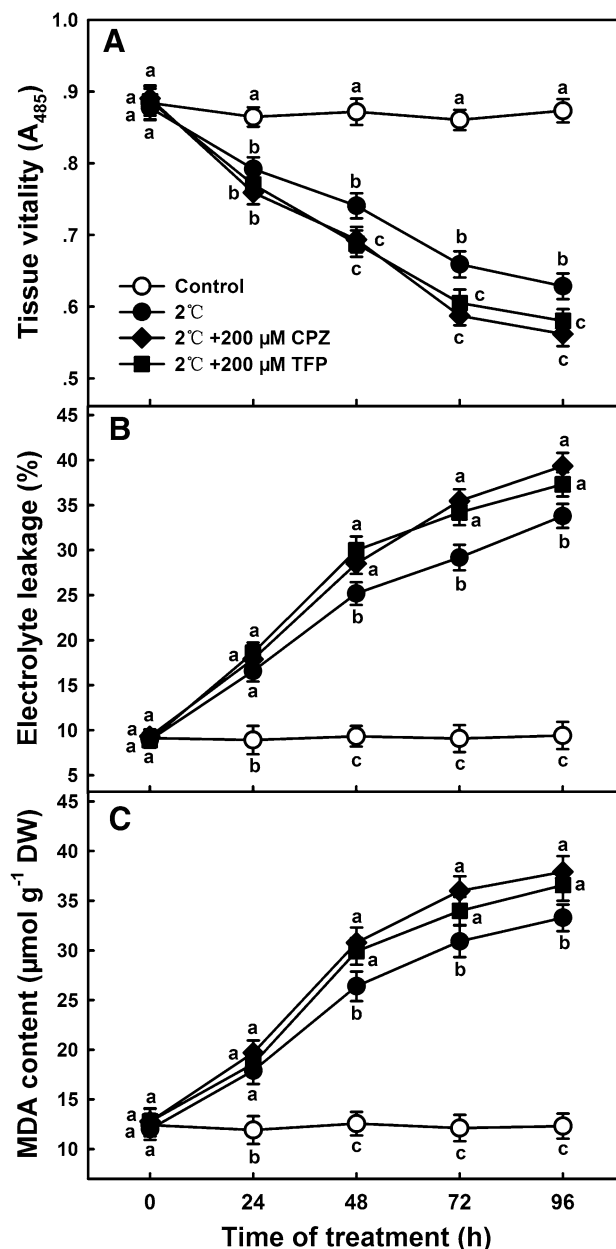 1.0
A
a
a
a
a
a
.9
a
a
a
b
.8
b
b
b
b
c
.7
c
b
b
c
.6
c
c
c
.5
Tissue vitality (A485)
Control
2℃
2℃ +200 µM CPZ
2℃ +200 µM TFP
45
B
a
40
a
a
35
a
a
b
30
a
b
25
b
20
a
a
15
a
a
a
10
a
b
c
c
c
5
Electrolyte leakage (%)
45
C
a
40
a
a
35
a
a
b
30
a
b
25
b
20
a
a
15
a
a
a
a
a
b
c
c
c
10
MDA content (µmol g-1 DW)
0 24 48 72 96
Time of treatment (h)